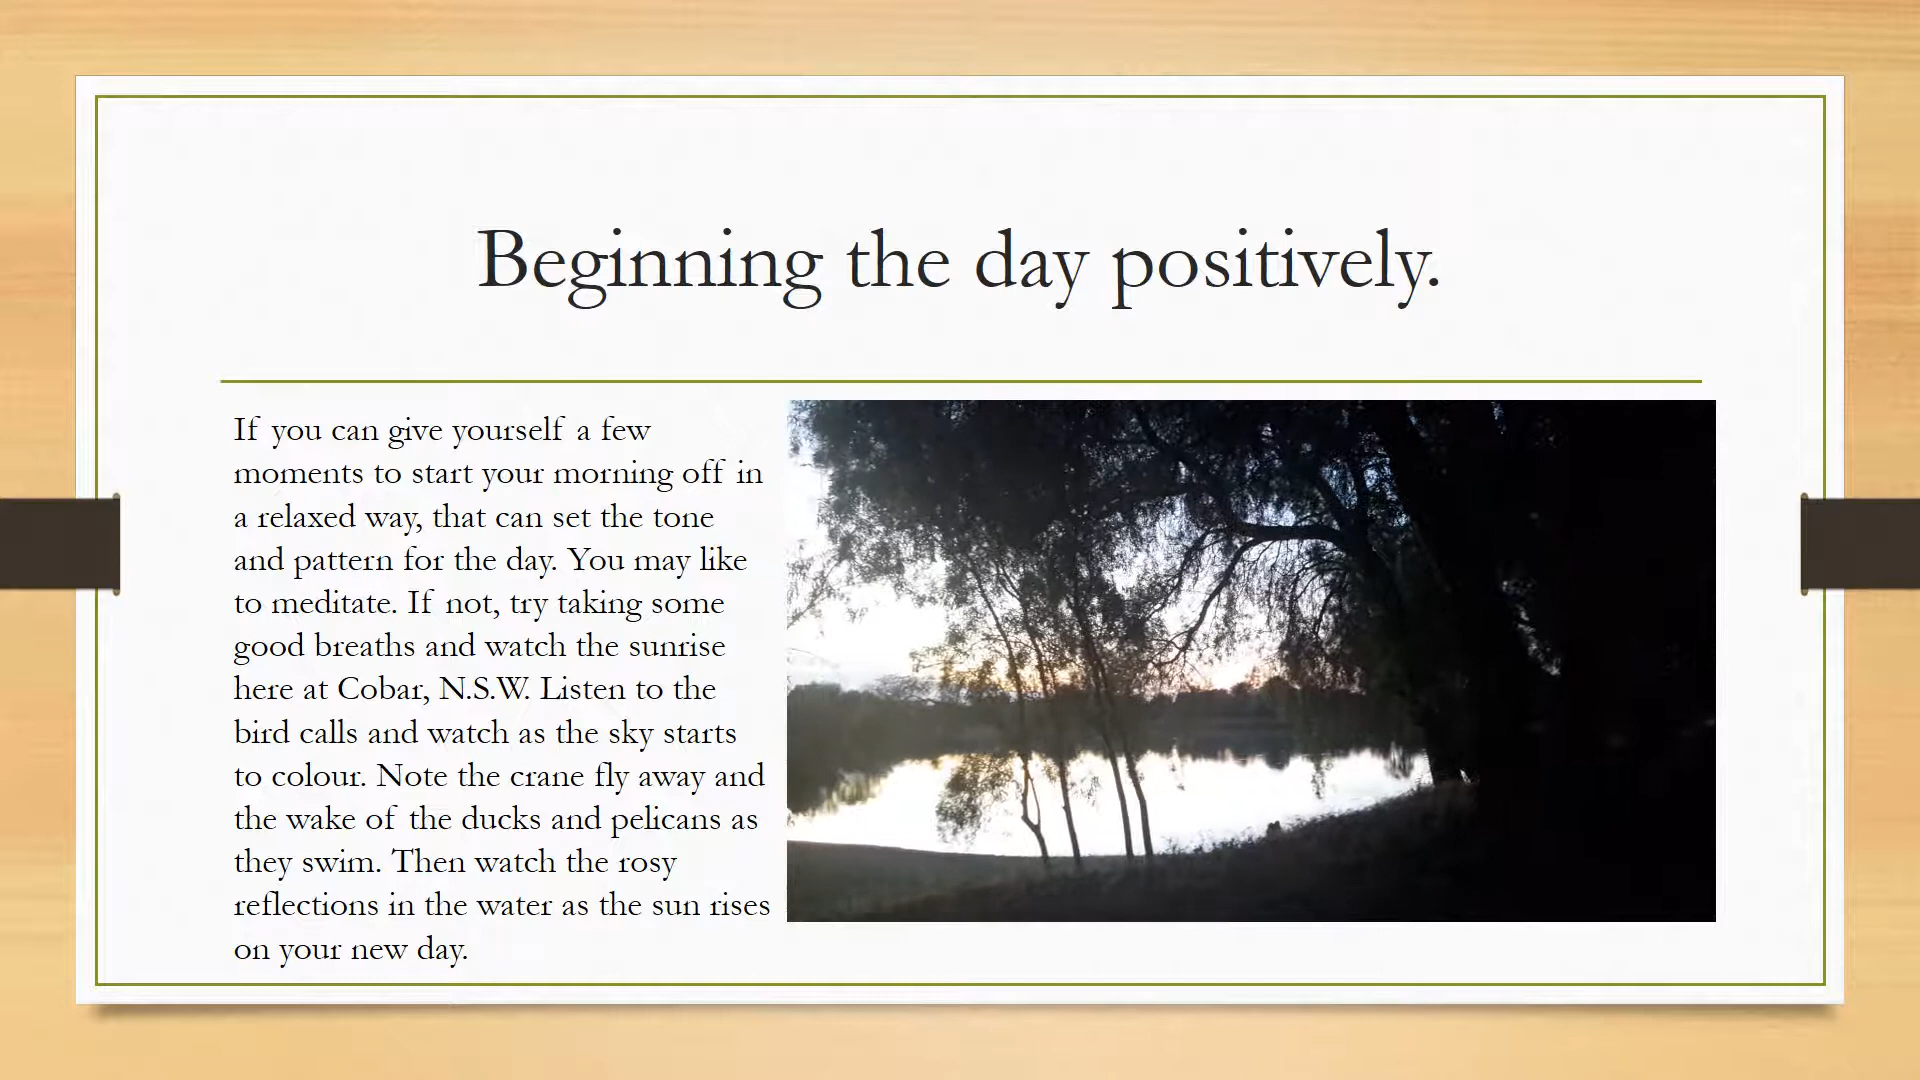 Beginning the day positively.
If you can give yourself a few
moments to start your morning off in
a relaxed way, that can set the tone
and pattern for the day. You may like
to meditate. If not, try taking some
good breaths and watch the sunrise
here at Cobar, N.S.W. Listen to the
bird calls and watch as the sky starts
to colour. Note the crane fly away and
the wake of the ducks and pelicans as
they swim. Then watch the rosy
reflections in the water as the sun rises
on your new day.